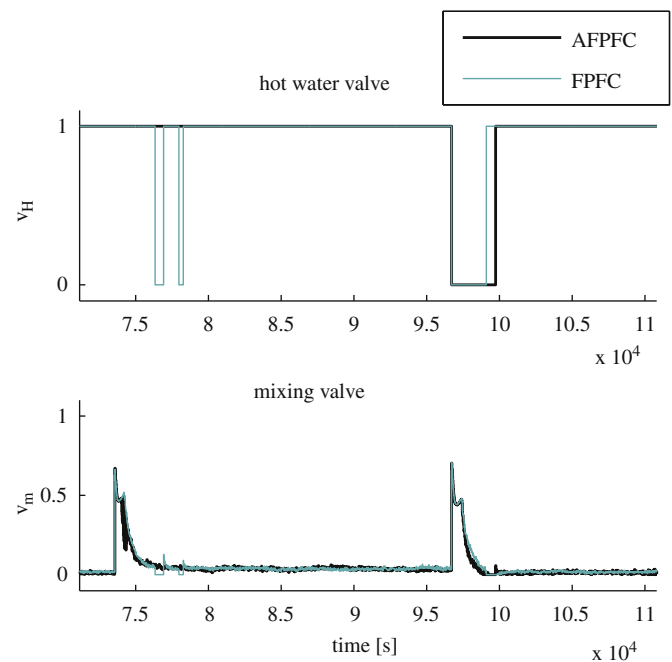 AFPFC
FPFC
hot water valve
1
v_H
0
7.5 8 8.5 9 9.5 10 10.5 11
x 10^4
mixing valve
1
v_m
0.5
0
7.5 8 8.5 9 9.5 10 10.5 11
time [s]
x 10^4